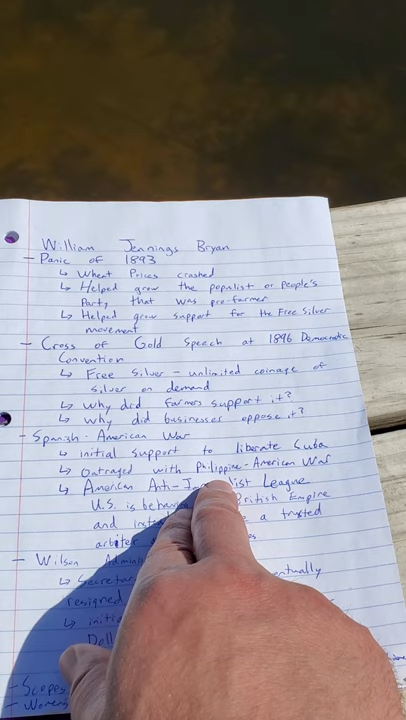 William Jennings Bryan
- Panic of 1893
↳ Wheat Prices crashed
↳ Helped grow the populist or people's
Party that was pro-farmer
↳ Helped grow support for the Free Silver
movement
- Cross of Gold Speech at 1896 Democratic
Convention
↳ Free Silver - unlimited coinage of
silver on demand
↳ why did farmers support it?
↳ why did businesses oppose it?
- Spanish-American War
↳ initial support to liberate Cuba
↳ outraged with Philippine-American War
↳ American Anti-
U.S. is British Empire
and a trusted
- Wilson
↳
resigned
↳
- Scopes